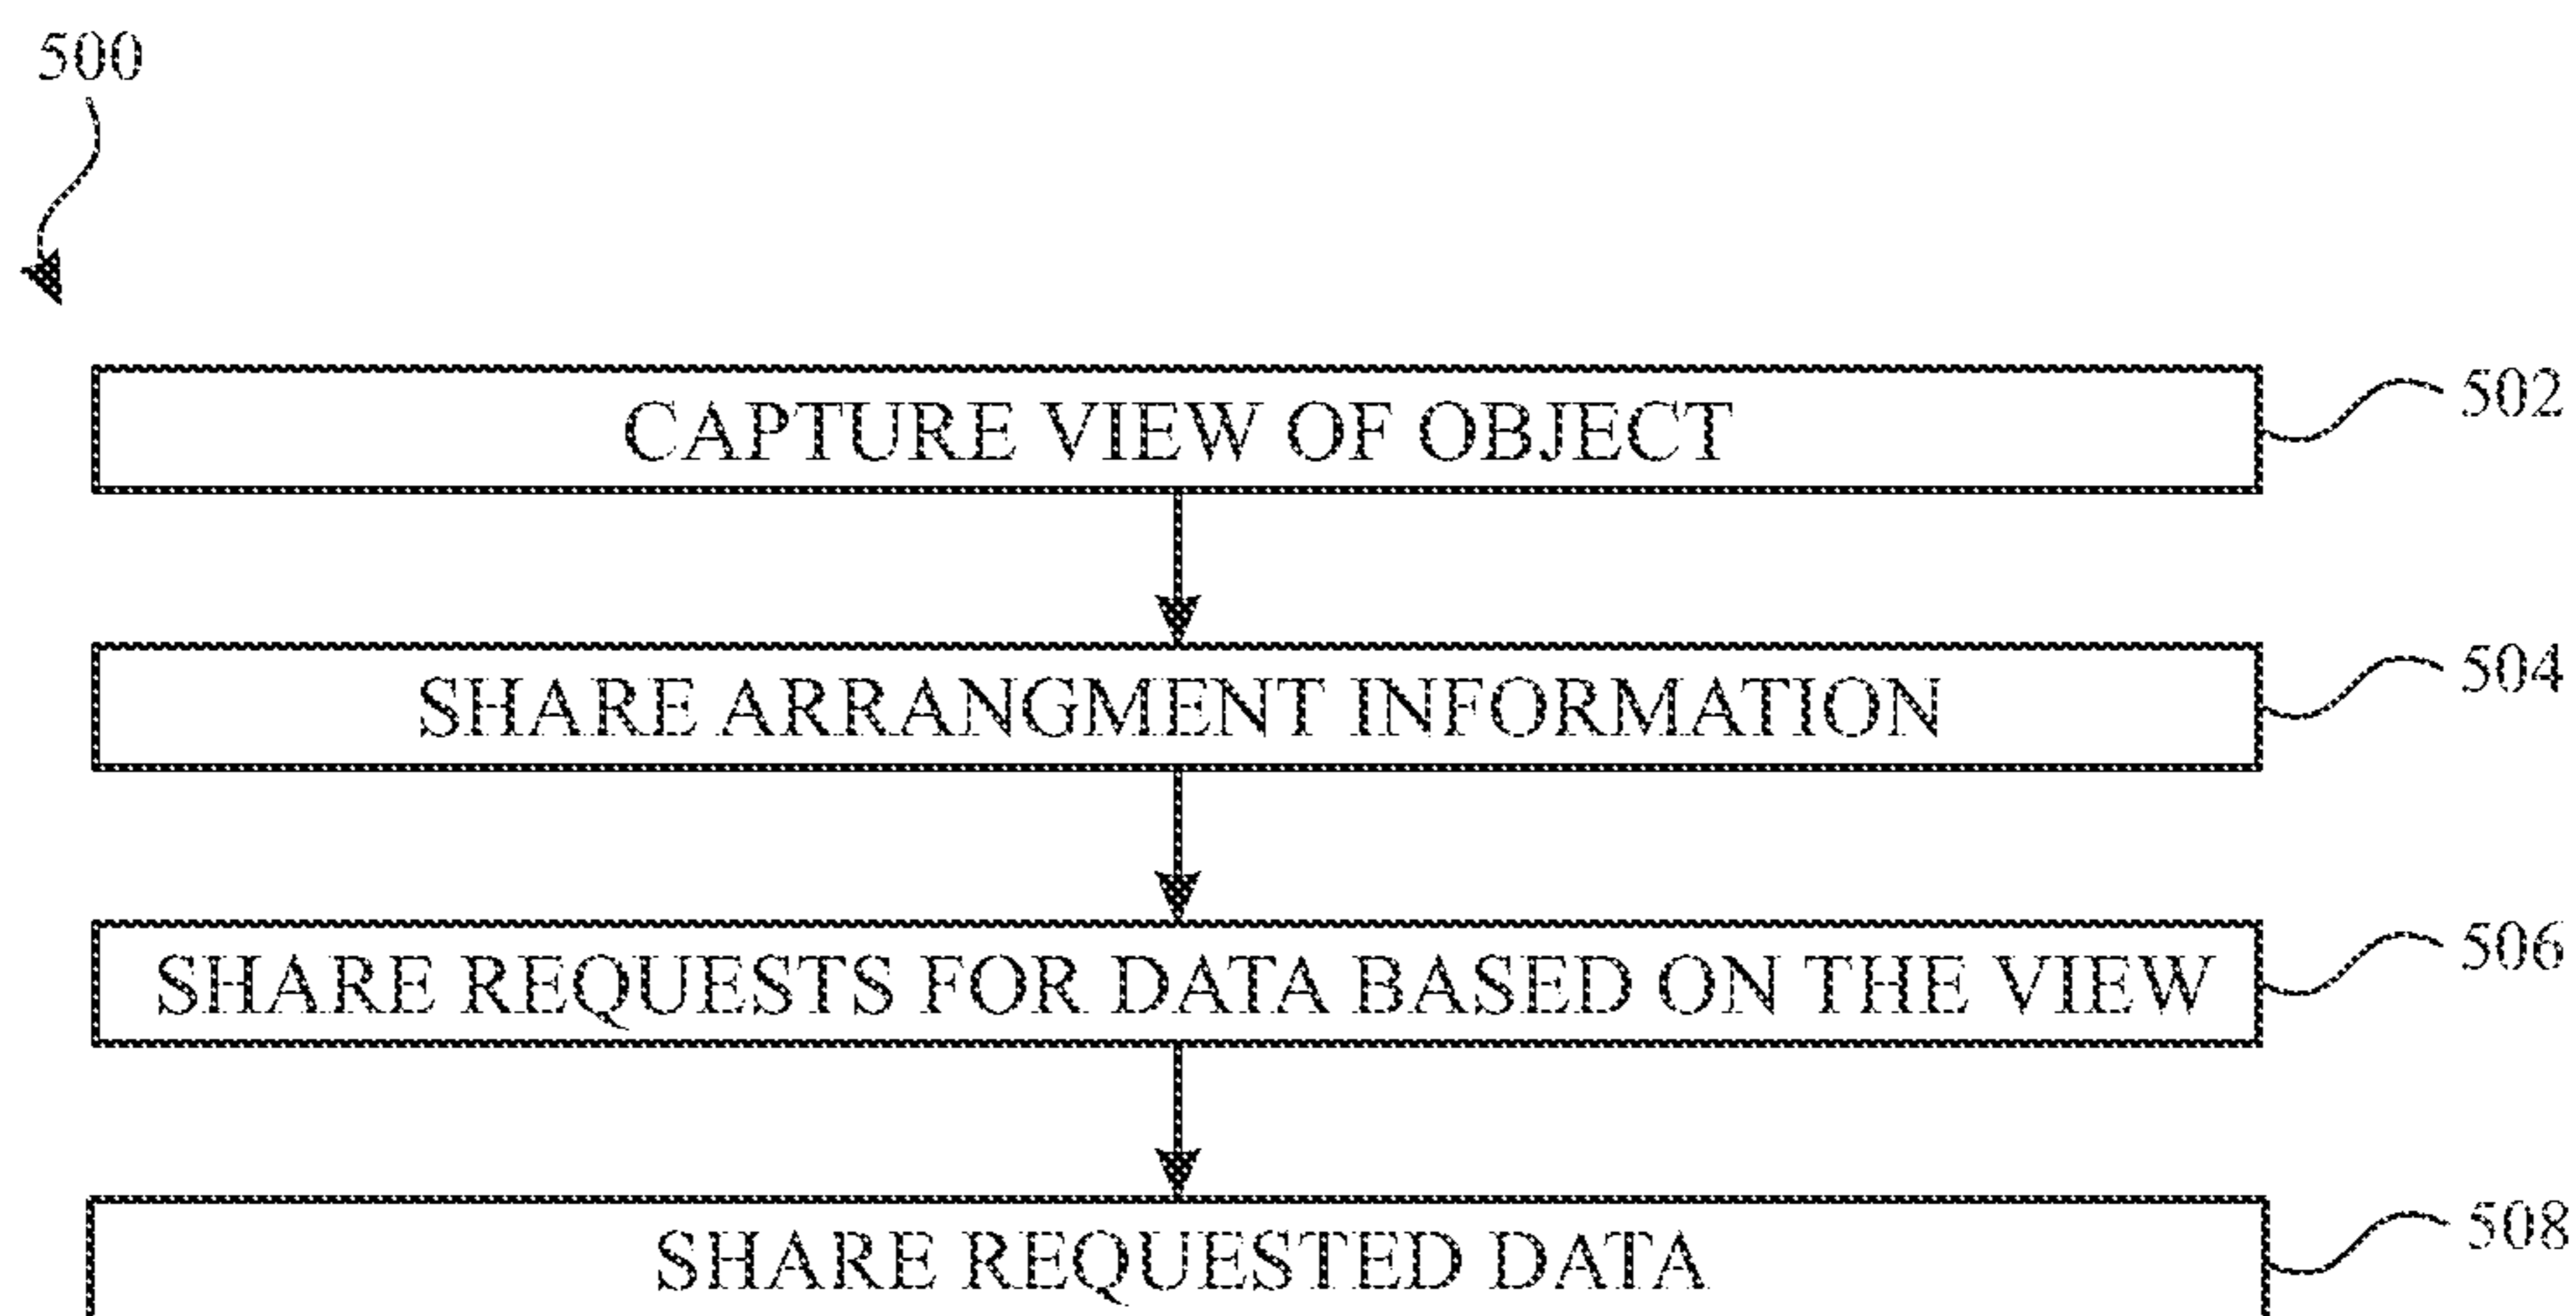 500
CAPTURE VIEW OF OBJECT
502
SHARE ARRANGMENT INFORMATION
504
SHARE REQUESTS FOR DATA BASED ON THE VIEW
506
SHARE REQUESTED DATA
508